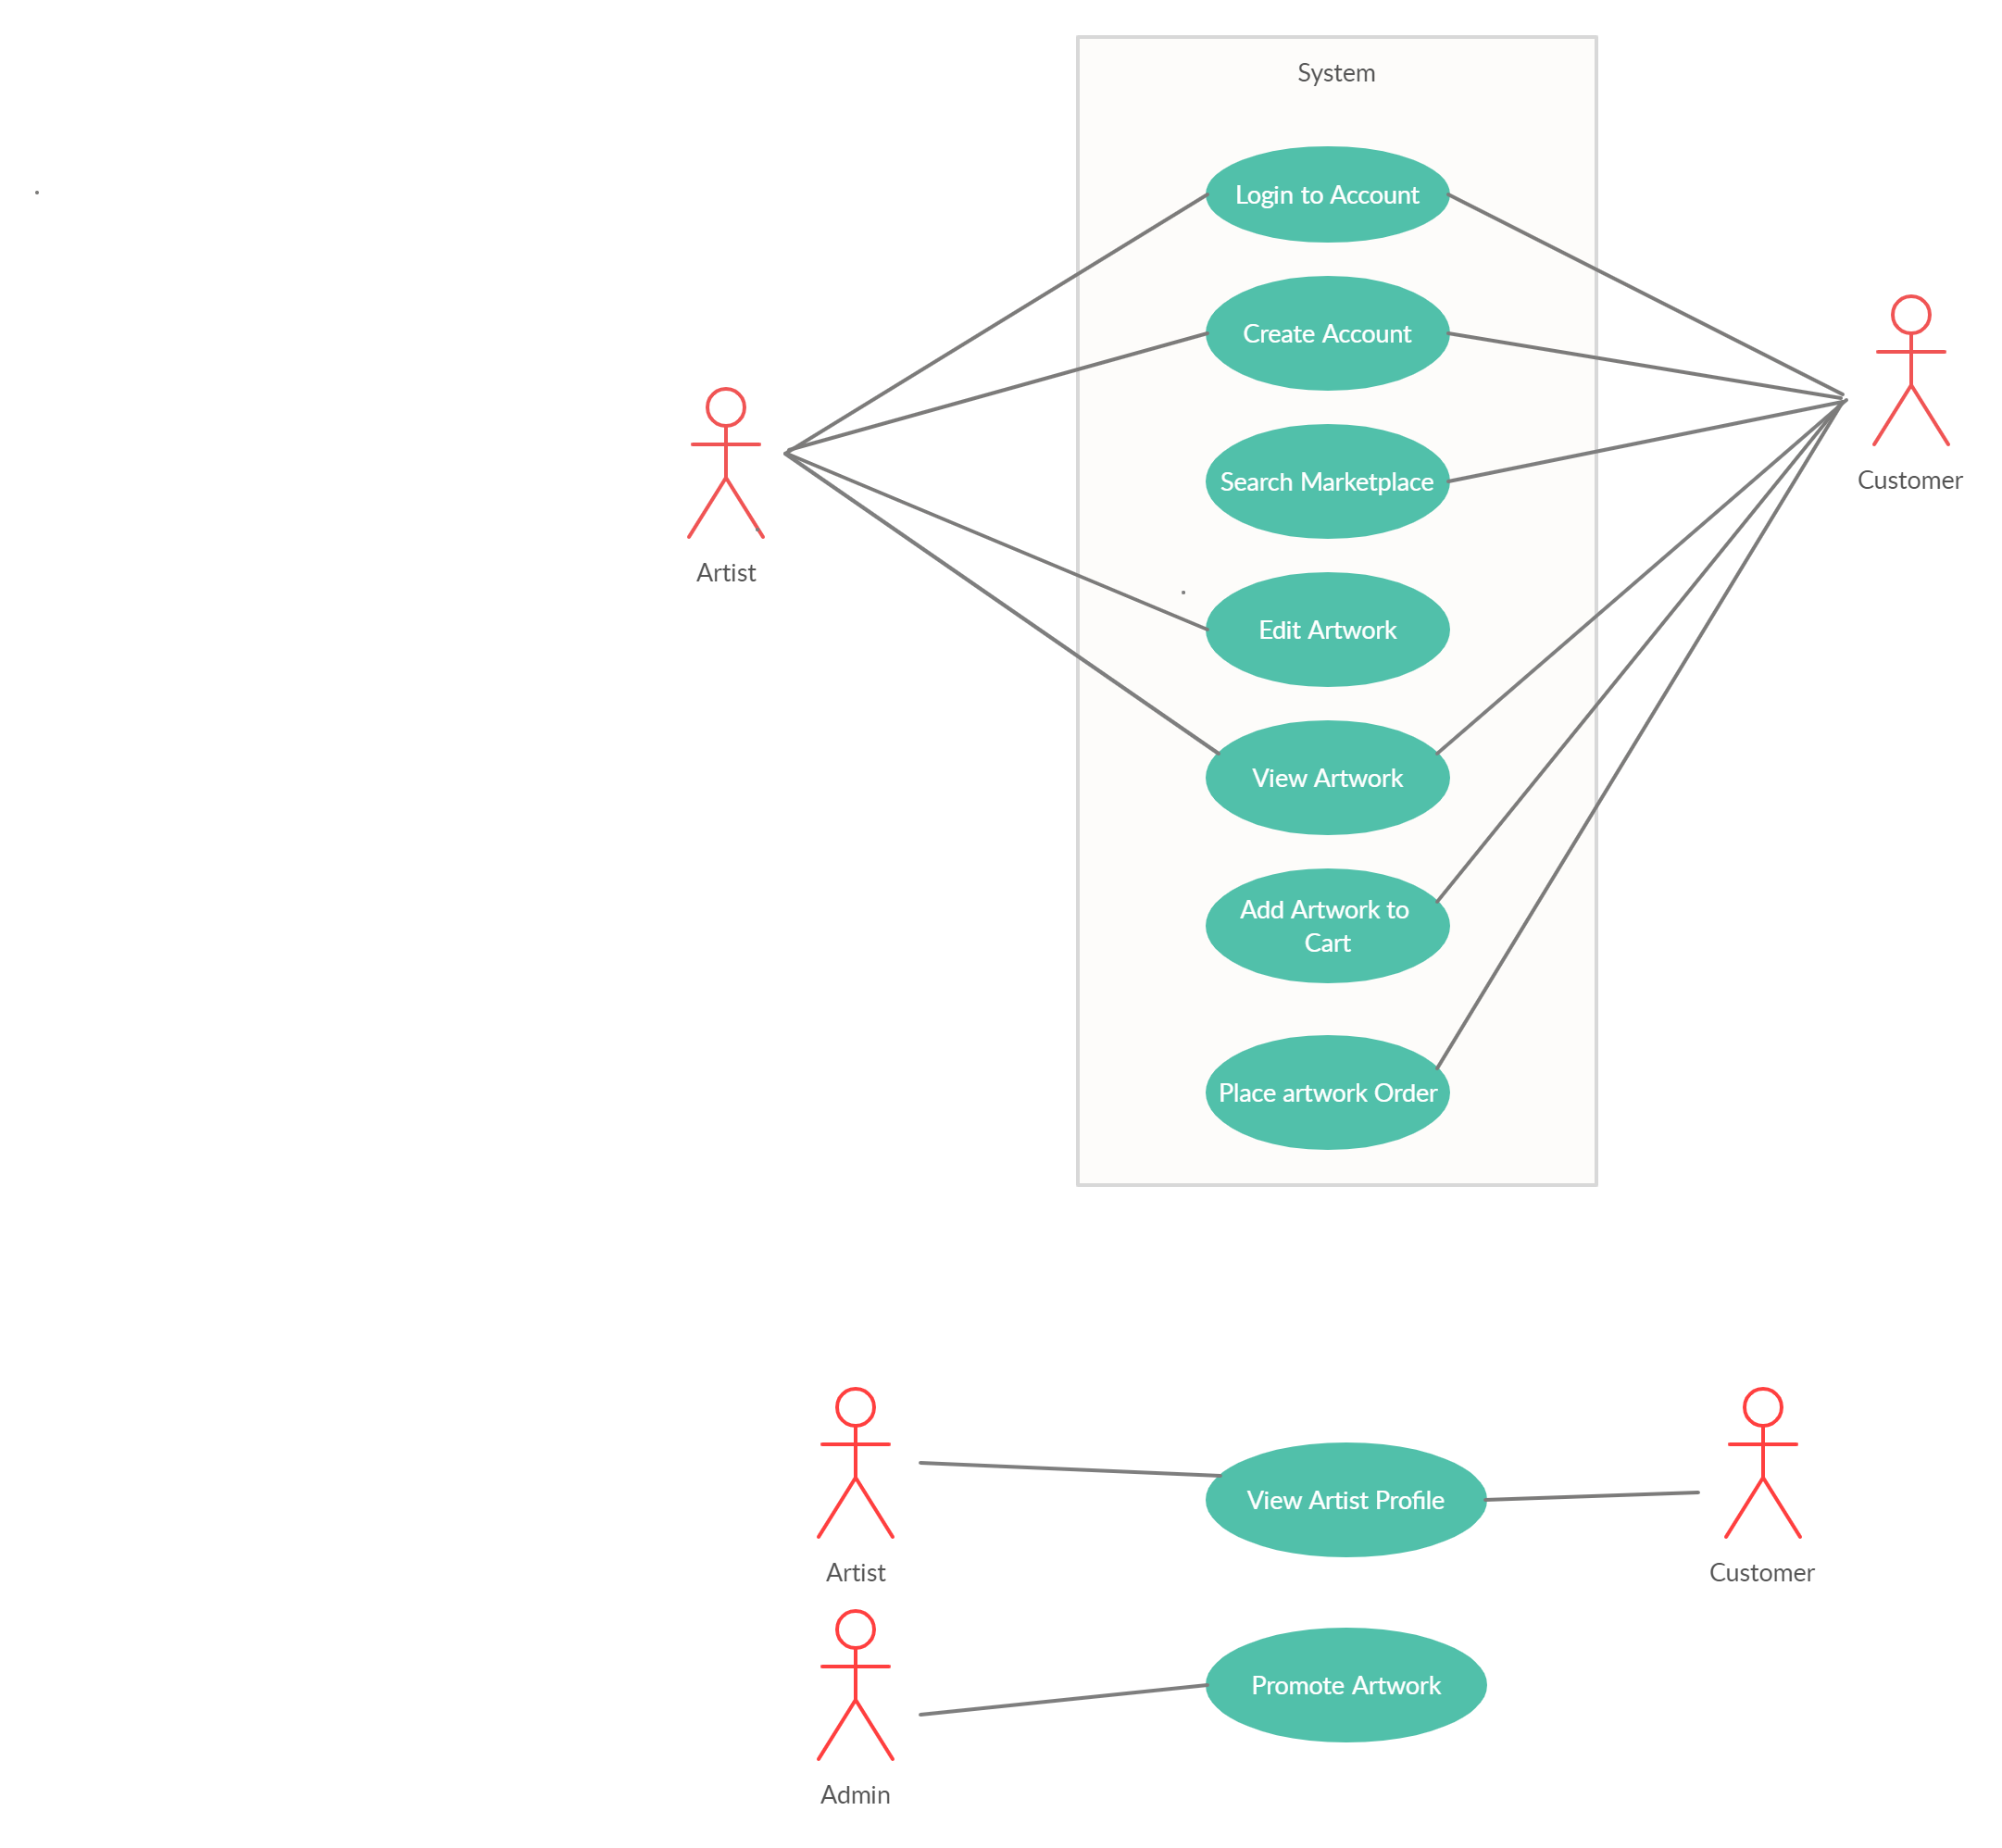 System
Login to Account
Create Account
Customer
Search Marketplace
Artist
Edit Artwork
View Artwork
Add Artwork to
Cart
Place artwork Order
View Artist Profile
Artist
Customer
Promote Artwork
Admin